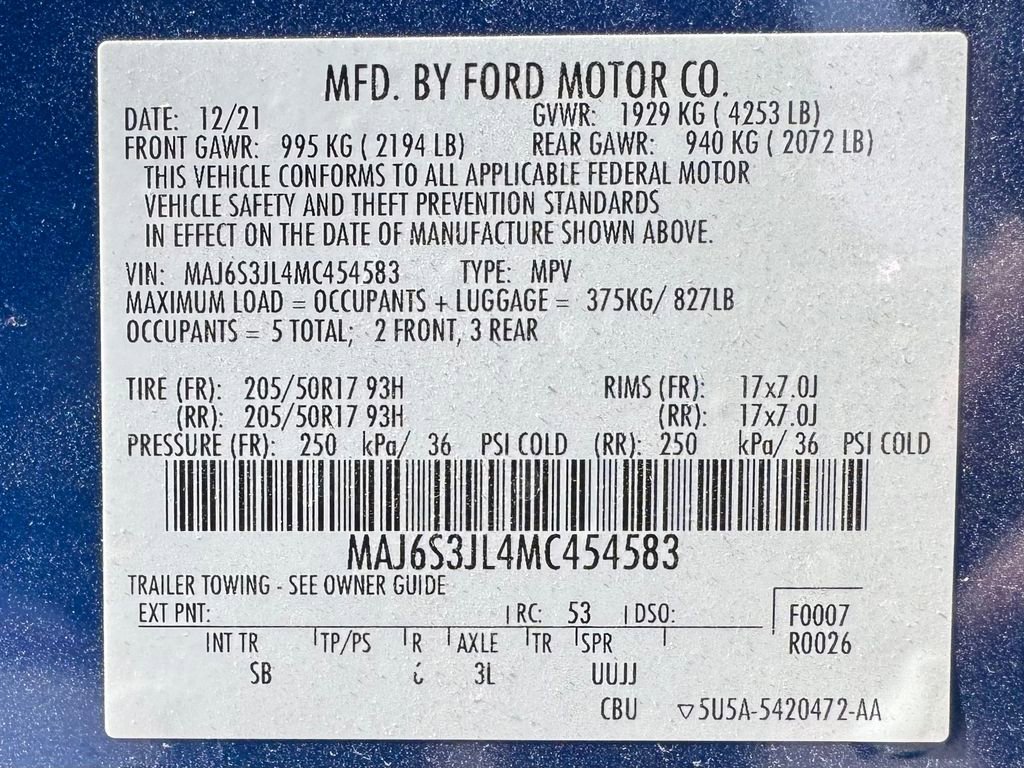 MFD. BY FORD MOTOR CO.
DATE: 12/21 GVWR: 1929 KG ( 4253 LB)
FRONT GAWR: 995 KG ( 2194 LB) REAR GAWR: 940 KG ( 2072 LB)
THIS VEHICLE CONFORMS TO ALL APPLICABLE FEDERAL MOTOR
VEHICLE SAFETY AND THEFT PREVENTION STANDARDS
IN EFFECT ON THE DATE OF MANUFACTURE SHOWN ABOVE.
VIN: MAJ6S3JL4MC454583 TYPE: MPV
MAXIMUM LOAD = OCCUPANTS + LUGGAGE = 375KG/ 827LB
OCCUPANTS = 5 TOTAL; 2 FRONT, 3 REAR
TIRE (FR): 205/50R17 93H RIMS (FR): 17x7.0J
(RR): 205/50R17 93H (RR): 17x7.0J
PRESSURE (FR): 250 kPa/ 36 PSI COLD (RR): 250 kPa/ 36 PSI COLD
MAJ6S3JL4MC454583
TRAILER TOWING - SEE OWNER GUIDE
EXT PNT: RC: 53 DSO: F0007
INT TR TP/PS R AXLE TR SPR R0026
SB 3L UUJJ
CBU ▽5U5A-5420472-AA